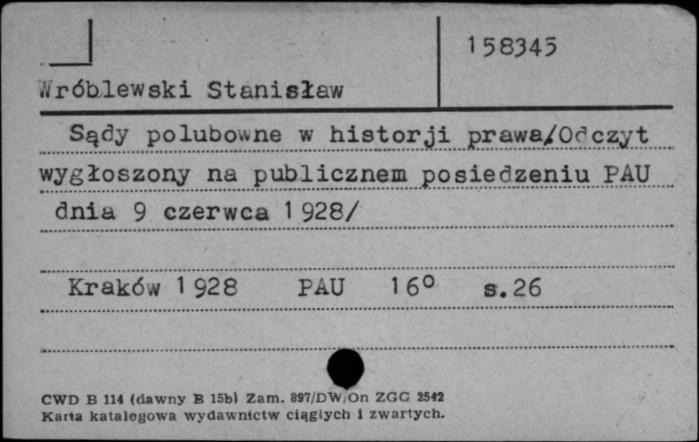 158345
Wróblewski Stanisław
Sądy polubowne w historji prawa/Odczyt
wygłoszony na publicznem posiedzeniu PAU
dnia 9 czerwca 1928/
Kraków 1928 PAU 16° s.26
CWD B 114 (dawny B 15b) Zam. 897/DW/On ZGG 2542
Karta katalogowa wydawnictw ciągłych i zwartych.